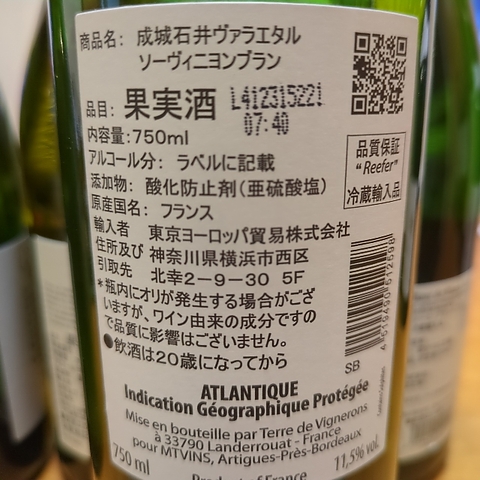 商品名: 成城石井ヴァラエタル
ソーヴィニヨンブラン
品目: 果実酒
L412315221
07:40
内容量:750ml
アルコール分: ラベルに記載
添加物: 酸化防止剤(亜硫酸塩)
原産国名: フランス
輸入者 東京ヨーロッパ貿易株式会社
住所及び 神奈川県横浜市西区
引取先 北幸2-9-30 5F
*瓶内にオリが発生する場合がござ
いますが、ワイン由来の成分ですの
で品質に影響はございません。
●飲酒は20歳になってから
品質保証
"Reefer"
冷蔵輸入品
4519490612598
SB
ATLANTIQUE
Indication Géographique Protégée
Mise en bouteille par Terre de Vignerons
à 33790 Landerrouat - France
pour MTVINS, Artigues-Près-Bordeaux
750 ml
11,5% vol.
Product of France